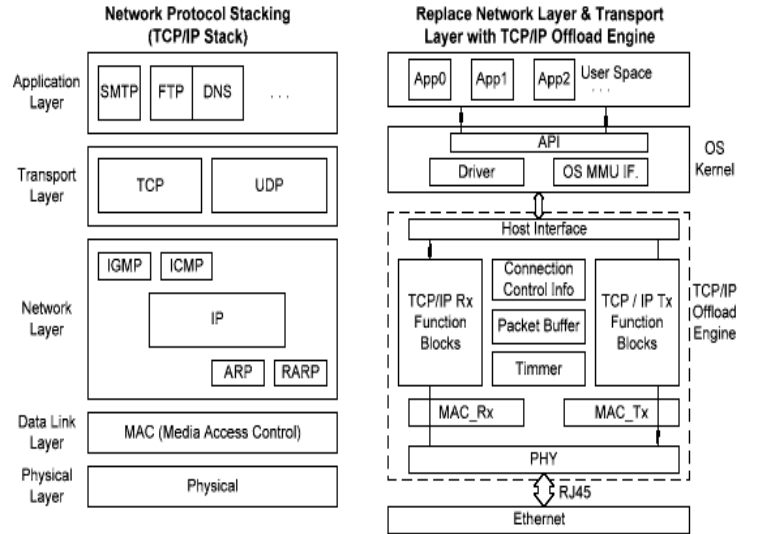 Network Protocol Stacking
(TCP/IP Stack)
Application
Layer
SMTP
FTP
DNS
. . .
Transport
Layer
TCP
UDP
Network
Layer
IGMP
ICMP
IP
ARP
RARP
Data Link
Layer
MAC (Media Access Control)
Physical
Layer
Physical
Replace Network Layer & Transport
Layer with TCP/IP Offload Engine
App0
App1
App2
User Space
. . .
API
Driver
OS MMU IF.
OS
Kernel
Host Interface
TCP/IP Rx
Function
Blocks
Connection
Control Info
Packet Buffer
Timmer
TCP / IP Tx
Function
Blocks
TCP/IP
Offload
Engine
MAC_Rx
MAC_Tx
PHY
RJ45
Ethernet